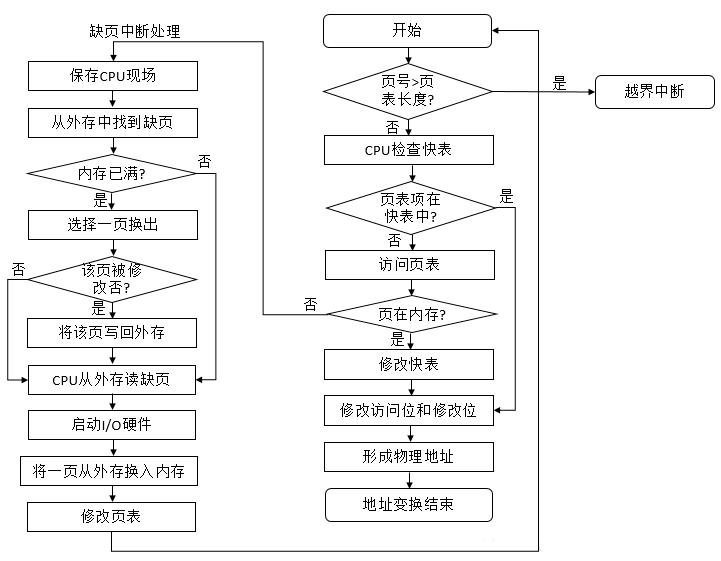 缺页中断处理
保存CPU现场
从外存中找到缺页
内存已满?
否
是
选择一页换出
该页被修
改否?
否
是
将该页写回外存
CPU从外存读缺页
启动I/O硬件
将一页从外存换入内存
修改页表
开始
页号>页
表长度?
是
越界中断
否
CPU检查快表
页表项在
快表中?
是
否
访问页表
页在内存?
否
是
修改快表
修改访问位和修改位
形成物理地址
地址变换结束